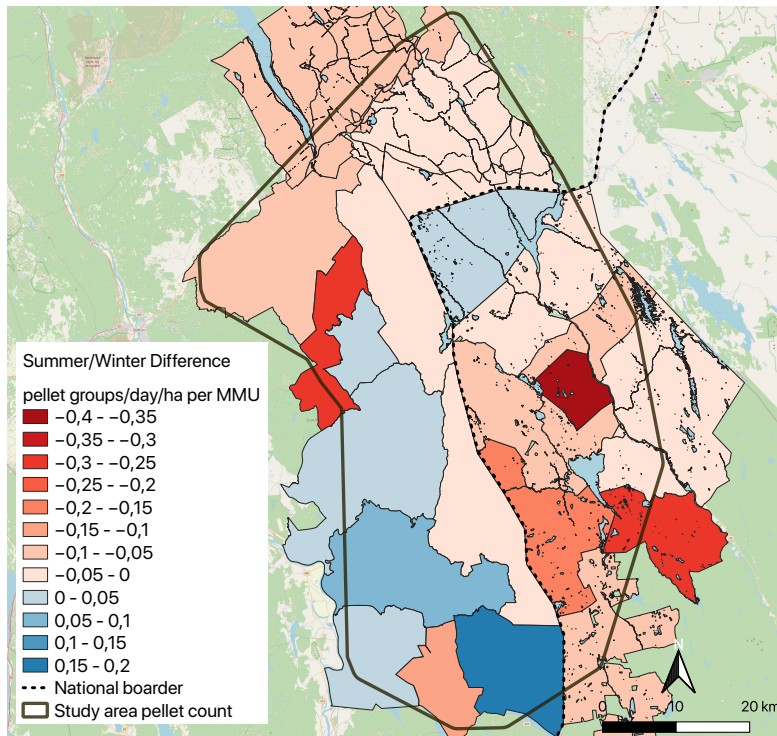 Summer/Winter Difference
pellet groups/day/ha per MMU
−0,4 - −0,35
−0,35 - −0,3
−0,3 - −0,25
−0,25 - −0,2
−0,2 - −0,15
−0,15 - −0,1
−0,1 - −0,05
−0,05 - 0
0 - 0,05
0,05 - 0,1
0,1 - 0,15
0,15 - 0,2
National boarder
Study area pellet count
N
0 10 20 km